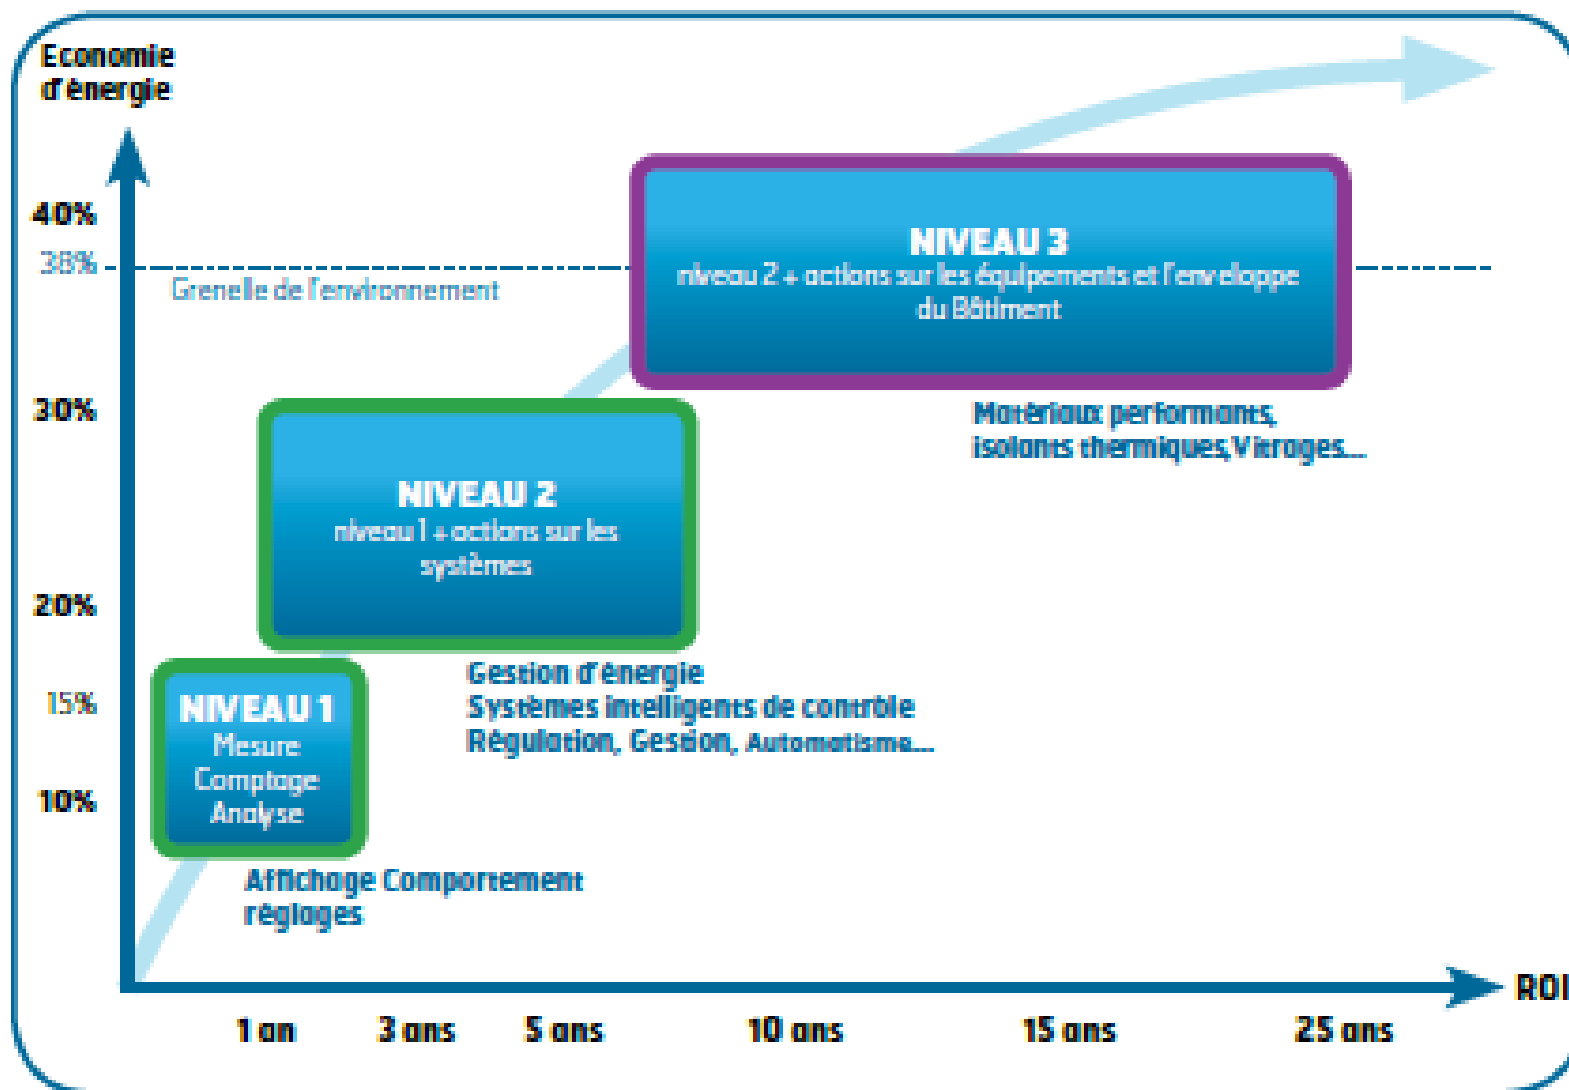 Economie
d'énergie
40%
38%
Grenelle de l'environnement
NIVEAU 3
niveau 2 + actions sur les équipements et l'enveloppe
du Bâtiment
30%
Matériaux performants,
isolants thermiques,Vitrages...
NIVEAU 2
niveau 1 + actions sur les
systèmes
20%
Gestion d'énergie
Systèmes intelligents de contrôle
Régulation, Gestion, Automatisme...
15%
NIVEAU 1
Mesure
Comptage
Analyse
10%
Affichage Comportement
réglages
ROI
1 an 3 ans 5 ans 10 ans 15 ans 25 ans